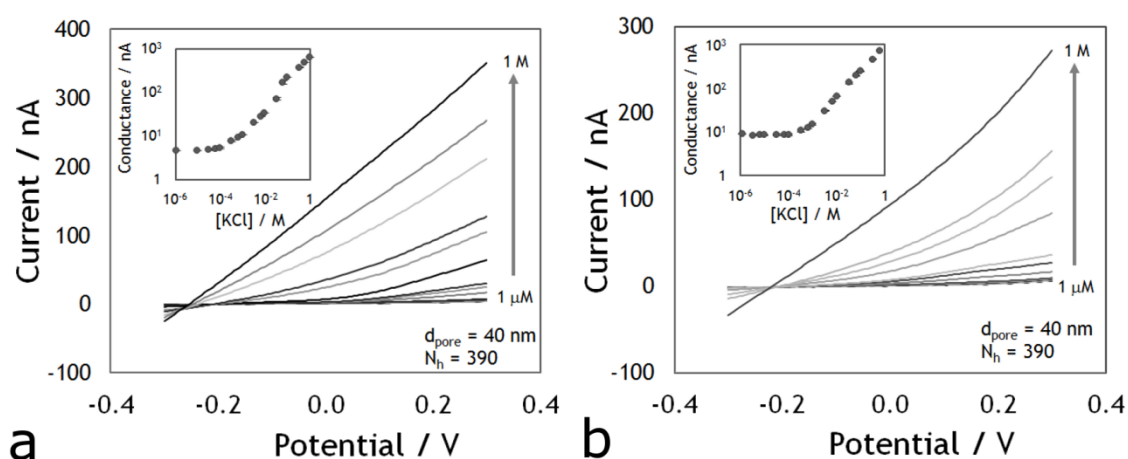 400
300
200
100
0
-100
-0.4
-0.2
0.0
0.2
0.4
Current / nA
Potential / V
10³
10²
10¹
1
10⁻⁶
10⁻⁴
10⁻²
1
Conductance / nA
[KCl] / M
1 M
1 μM
d_pore = 40 nm
N_h = 390
a
300
200
100
0
-100
-0.4
-0.2
0.0
0.2
0.4
Current / nA
Potential / V
10³
10²
10¹
1
10⁻⁶
10⁻⁴
10⁻²
1
Conductance / nA
[KCl] / M
1 M
1 μM
d_pore = 40 nm
N_h = 390
b